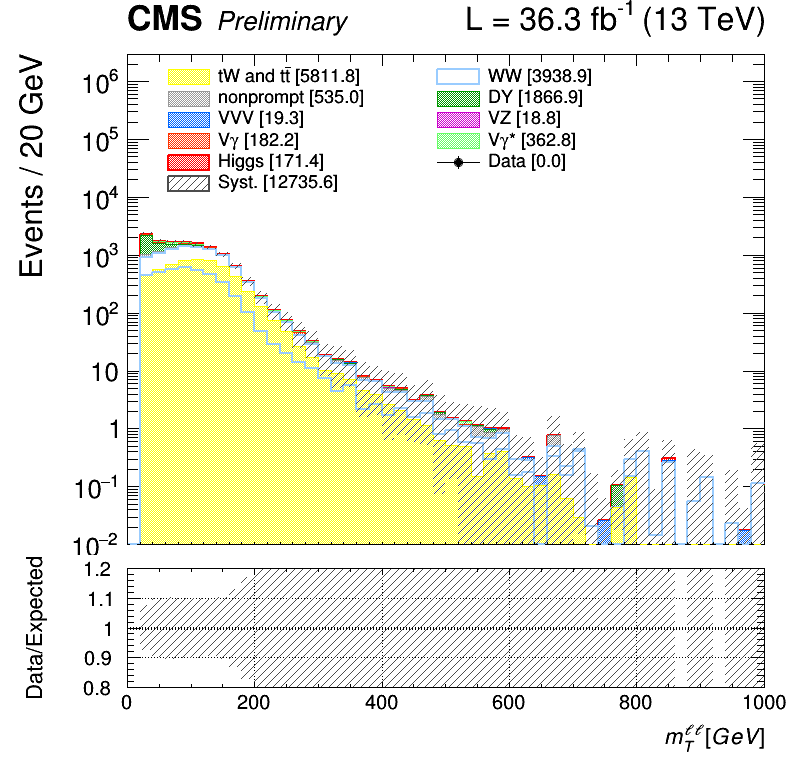 CMS Preliminary L = 36.3 fb⁻¹ (13 TeV)
Events / 20 GeV
tW and tt̄ [5811.8]
nonprompt [535.0]
VVV [19.3]
Vγ [182.2]
Higgs [171.4]
Syst. [12735.6]
WW [3938.9]
DY [1866.9]
VZ [18.8]
Vγ* [362.8]
Data [0.0]
10⁶
10⁵
10⁴
10³
10²
10
1
10⁻¹
10⁻²
Data/Expected
1.2
1.1
1
0.9
0.8
0 200 400 600 800 1000
m_T^ℓℓ [GeV]